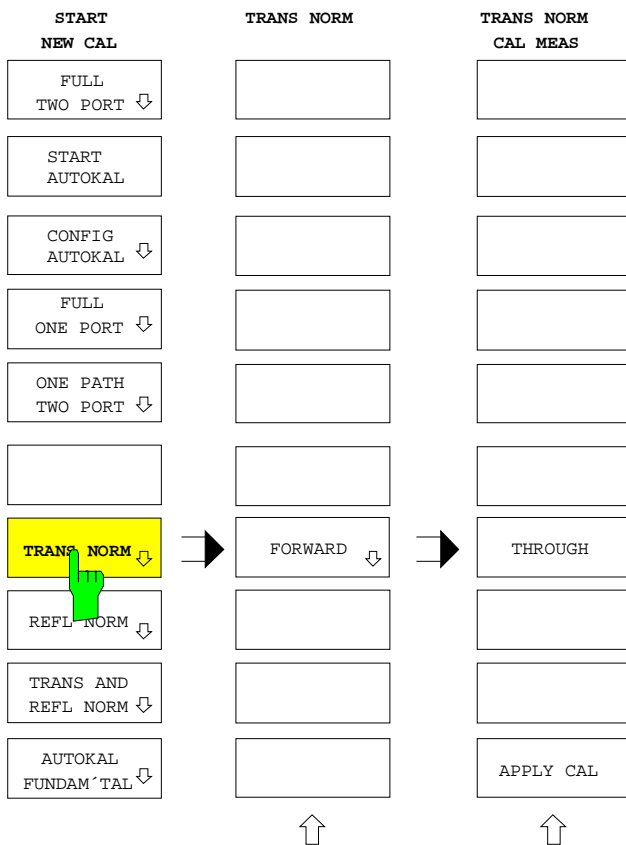 START
NEW CAL
FULL
TWO PORT
START
AUTOKAL
CONFIG
AUTOKAL
FULL
ONE PORT
ONE PATH
TWO PORT
TRANS NORM
REFL NORM
TRANS AND
REFL NORM
AUTOKAL
FUNDAM´TAL
TRANS NORM
FORWARD
TRANS NORM
CAL MEAS
THROUGH
APPLY CAL